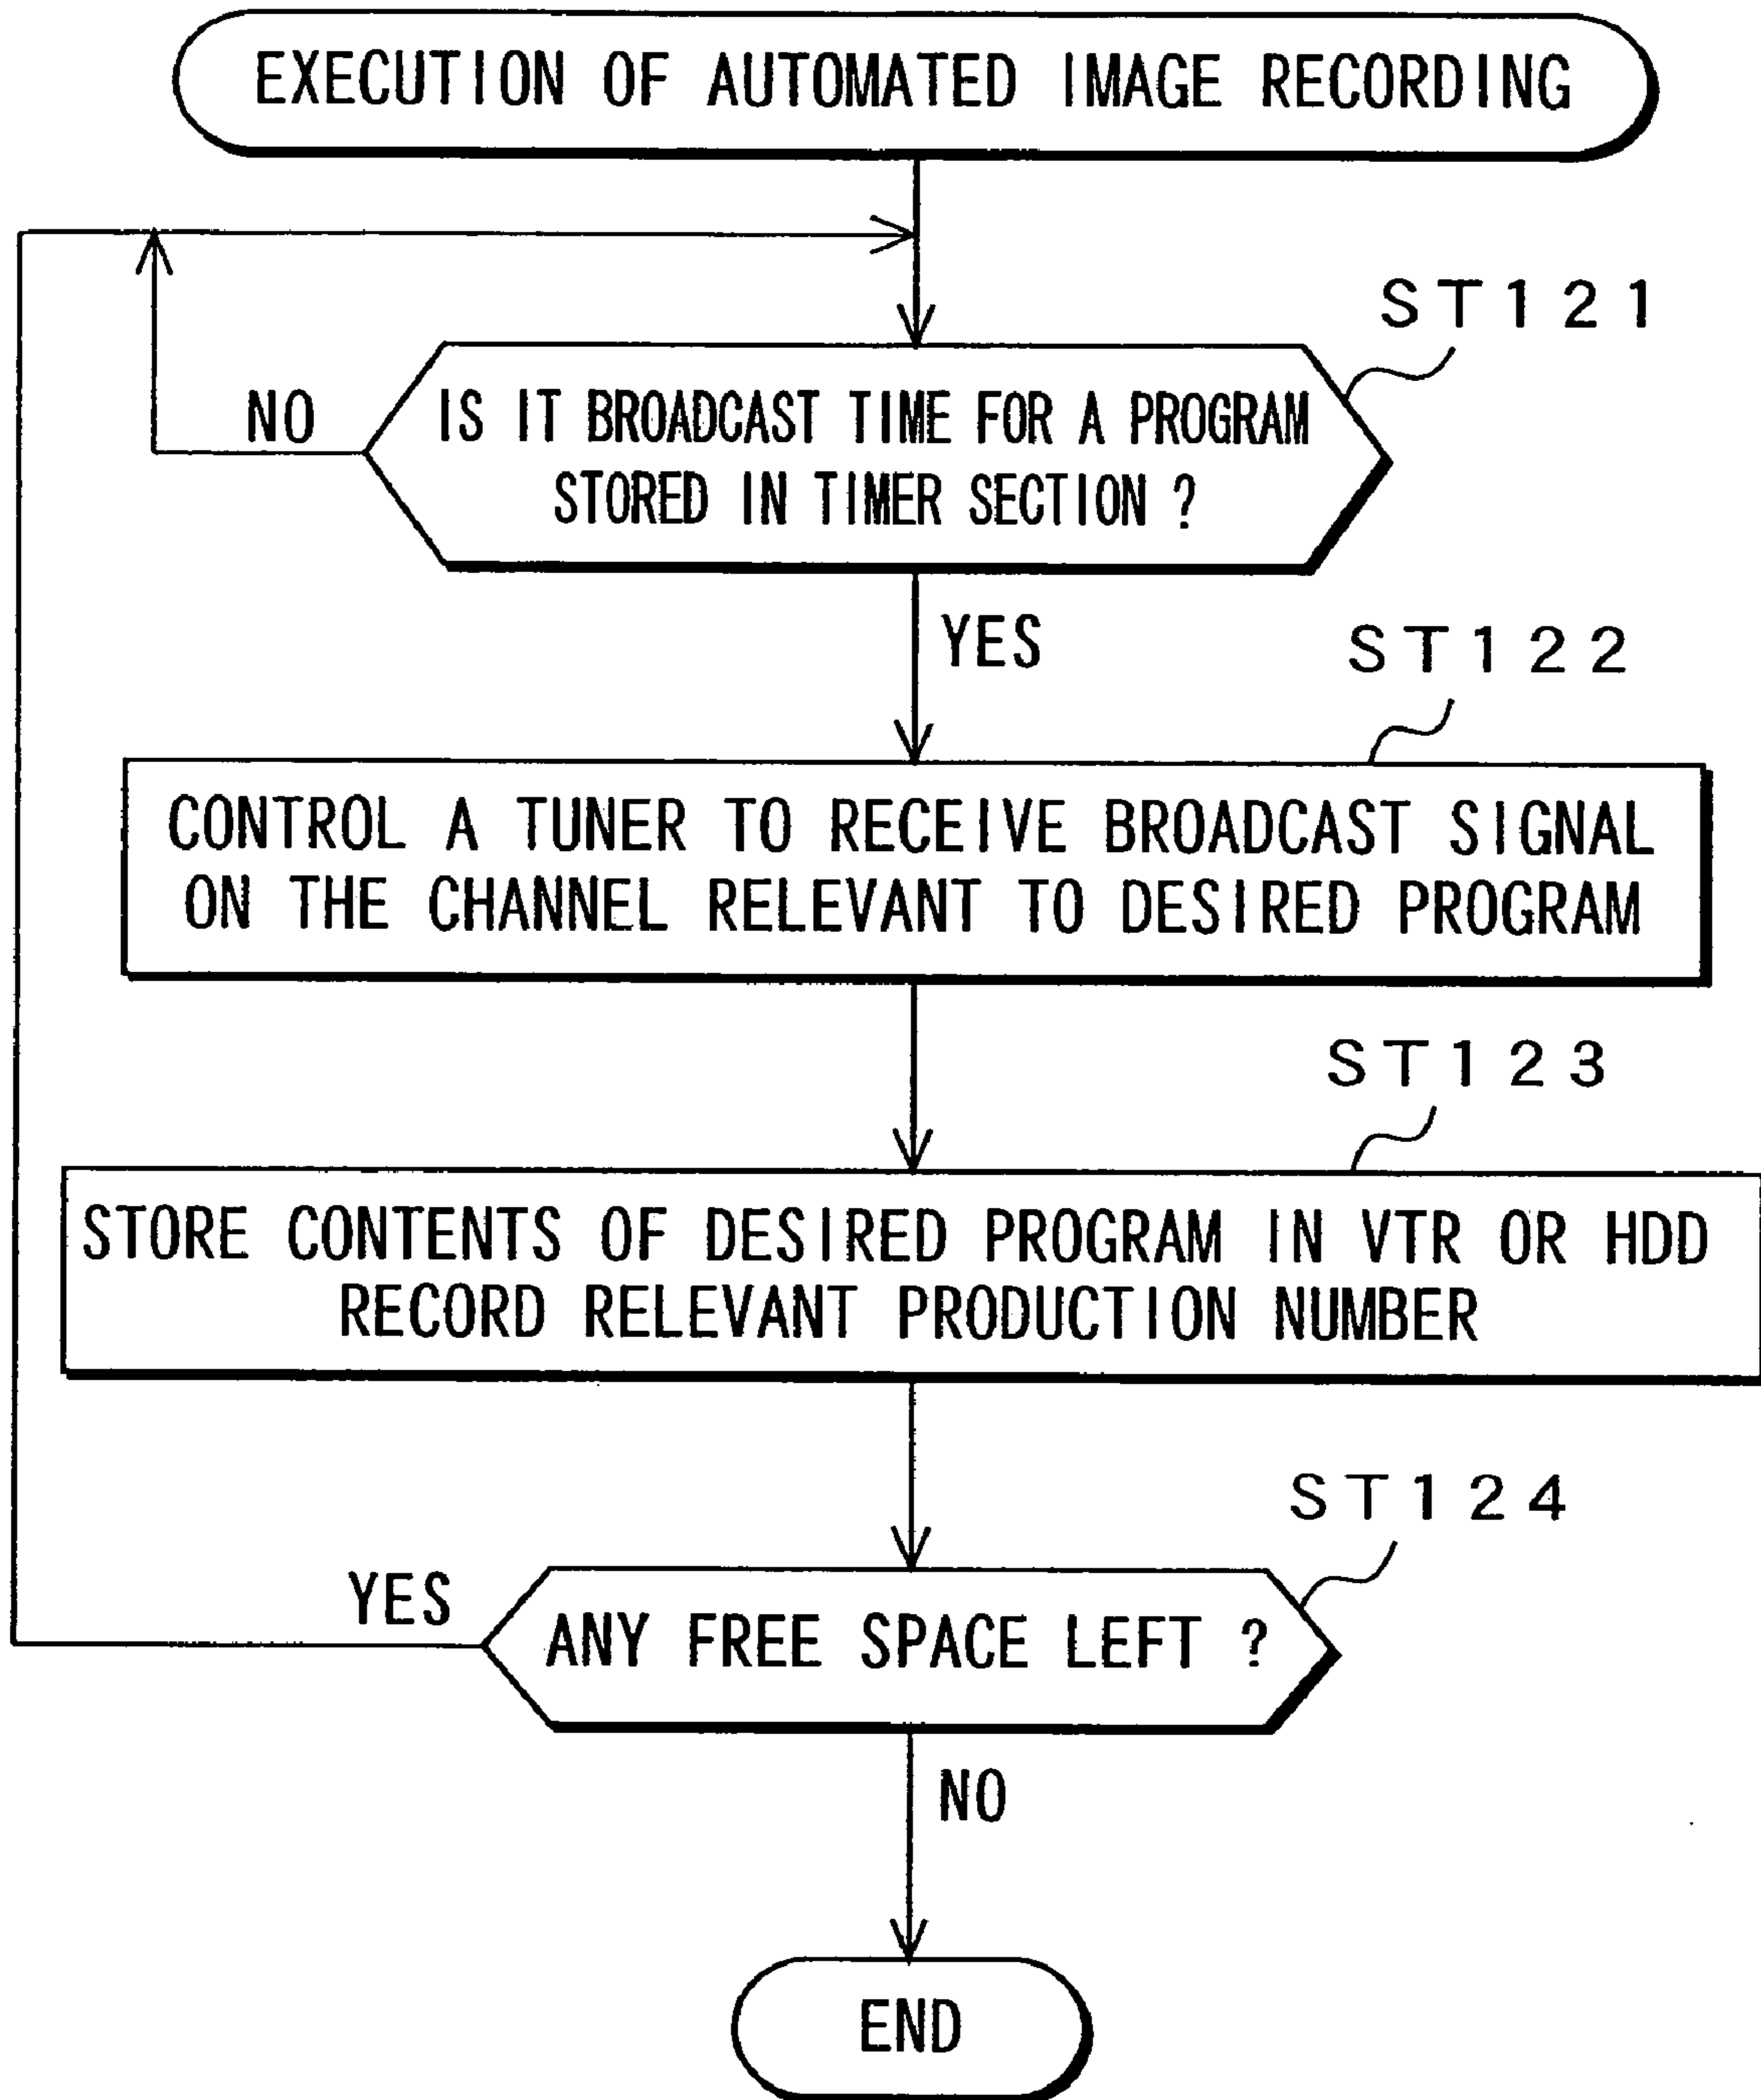 EXECUTION OF AUTOMATED IMAGE RECORDING
ST121
NO
IS IT BROADCAST TIME FOR A PROGRAM
STORED IN TIMER SECTION ?
YES
ST122
CONTROL A TUNER TO RECEIVE BROADCAST SIGNAL
ON THE CHANNEL RELEVANT TO DESIRED PROGRAM
ST123
STORE CONTENTS OF DESIRED PROGRAM IN VTR OR HDD
RECORD RELEVANT PRODUCTION NUMBER
ST124
YES
ANY FREE SPACE LEFT ?
NO
END